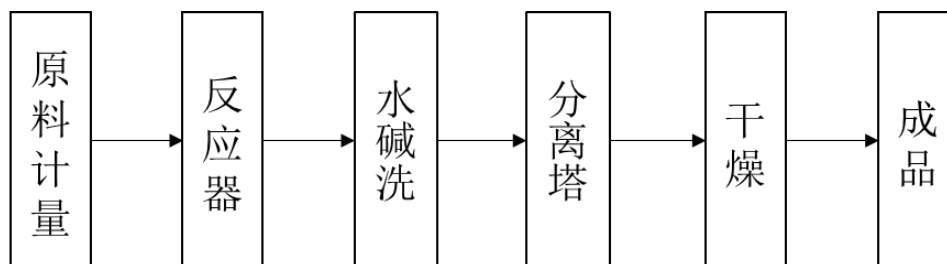 原料计量
反应器
水碱洗
分离塔
干燥
成品